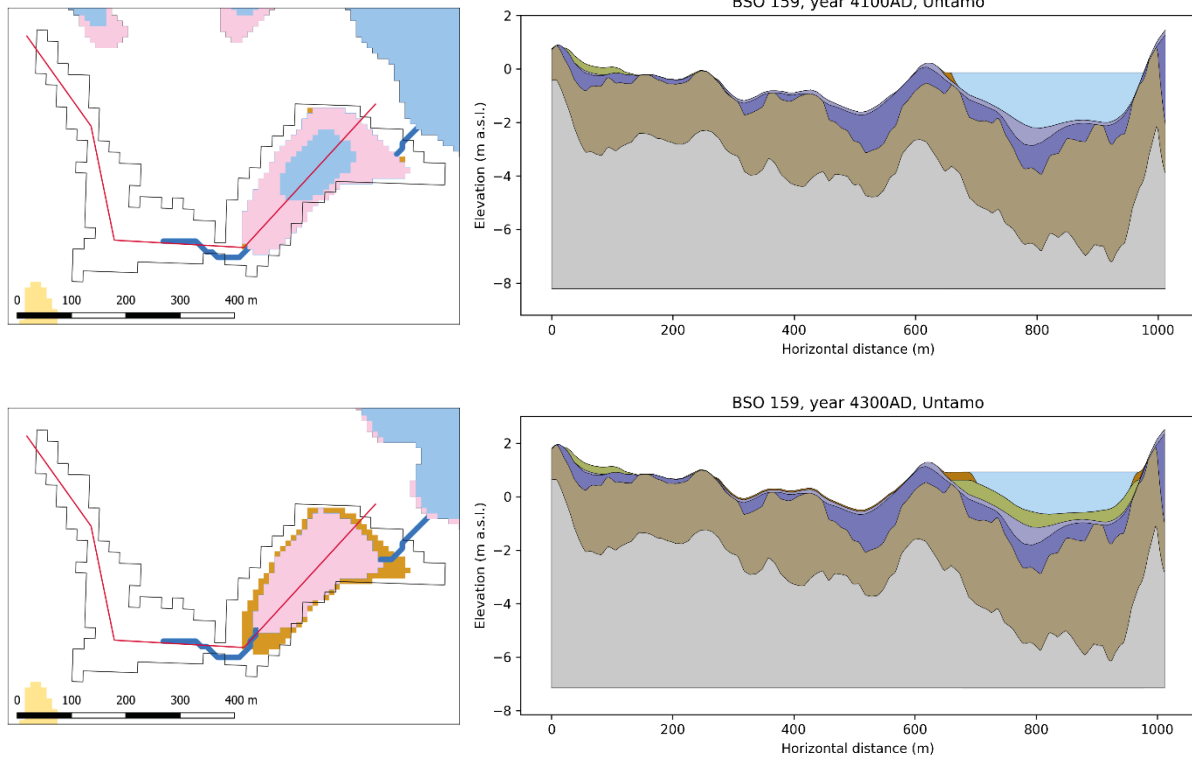 BSO 159, year 4100AD, Untamo
2
0
−2
−4
−6
−8
Elevation (m a.s.l.)
0 200 400 600 800 1000
Horizontal distance (m)
0 100 200 300 400 m
BSO 159, year 4300AD, Untamo
2
0
−2
−4
−6
−8
Elevation (m a.s.l.)
0 200 400 600 800 1000
Horizontal distance (m)
0 100 200 300 400 m